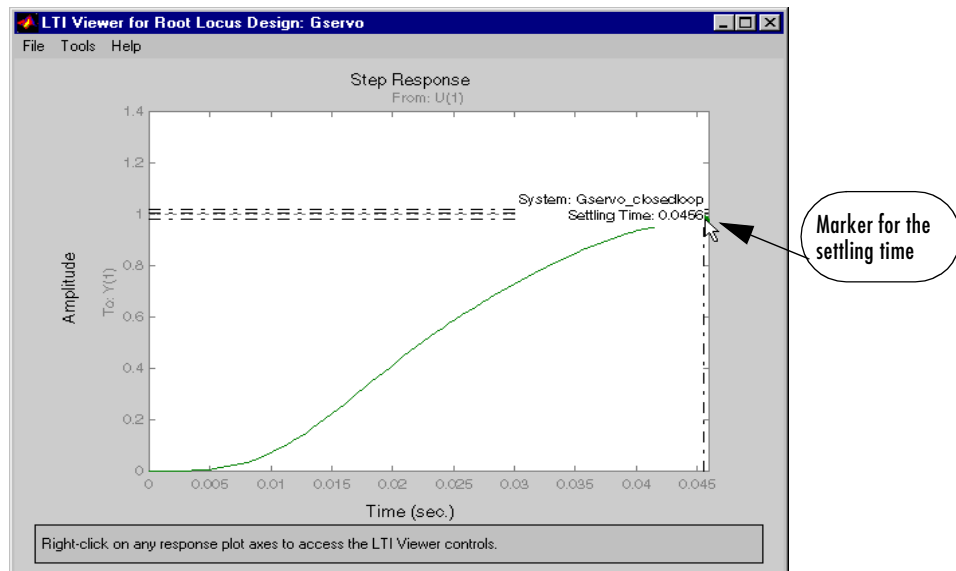 LTI Viewer for Root Locus Design: Gservo
File Tools Help
Step Response
From: U(1)
1.4
1.2
1
0.8
0.6
0.4
0.2
0
Amplitude
To: Y(1)
System: Gservo_closedloop
Settling Time: 0.0456
Marker for the
settling time
0 0.005 0.01 0.015 0.02 0.025 0.03 0.035 0.04 0.045
Time (sec.)
Right-click on any response plot axes to access the LTI Viewer controls.